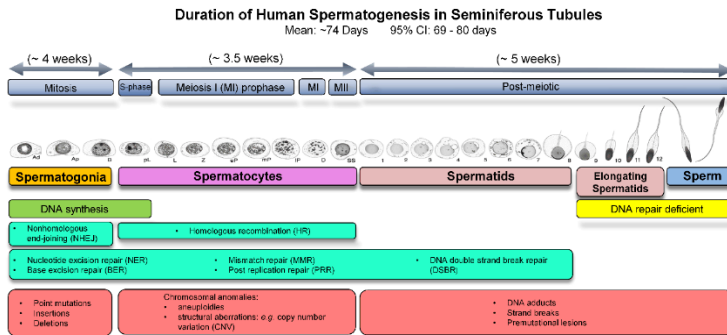 Duration of Human Spermatogenesis in Seminiferous Tubules
Mean: ~74 Days 95% CI: 69 - 80 days
(~ 4 weeks) (~ 3.5 weeks) (~ 5 weeks)
Mitosis S-phase Meiosis I (MI) prophase MI MII Post-meiotic
Ad Ap B pL L Z eP mP lP D SS 1 2 3 4 5 6 7 8 9 10 11 12
Spermatogonia Spermatocytes Spermatids Elongating Spermatids Sperm
DNA synthesis DNA repair deficient
• Nonhomologous end-joining (NHEJ)
• Homologous recombination (HR)
• Nucleotide excision repair (NER)
• Base excision repair (BER)
• Mismatch repair (MMR)
• Post replication repair (PRR)
• DNA double strand break repair (DSBR)
• Point mutations
• Insertions
• Deletions
Chromosomal anomalies:
• aneuploidies
• structural aberrations: e.g. copy number
variation (CNV)
• DNA adducts
• Strand breaks
• Premutational lesions